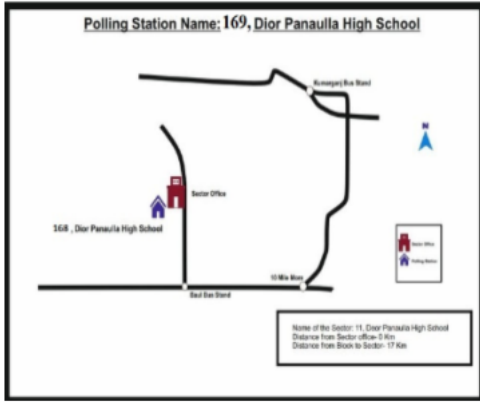 Polling Station Name: 169, Dior Panaulla High School
Kumarganj Bus Stand
N
Sector Office
168 , Dior Panaulla High School
Sector Office
Polling Station
10 Mile More
Baul Bus Stand
Name of the Sector: 11, Dior Panaulla High School
Distance from Sector office- 0 Km
Distance from Block to Sector- 17 Km